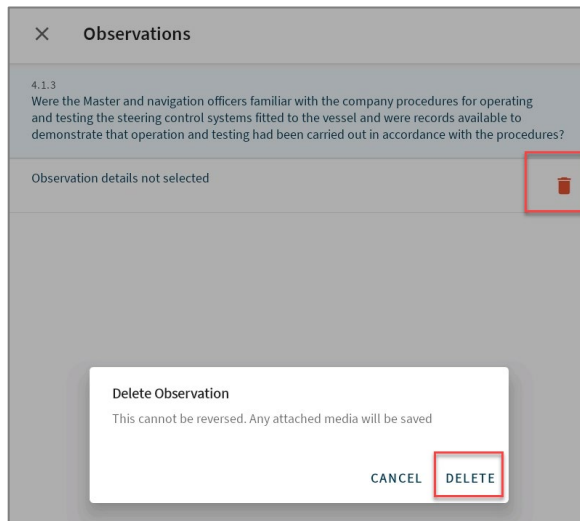 Observations
4.1.3
Were the Master and navigation officers familiar with the company procedures for operating
and testing the steering control systems fitted to the vessel and were records available to
demonstrate that operation and testing had been carried out in accordance with the procedures?
Observation details not selected
Delete Observation
This cannot be reversed. Any attached media will be saved
CANCEL DELETE